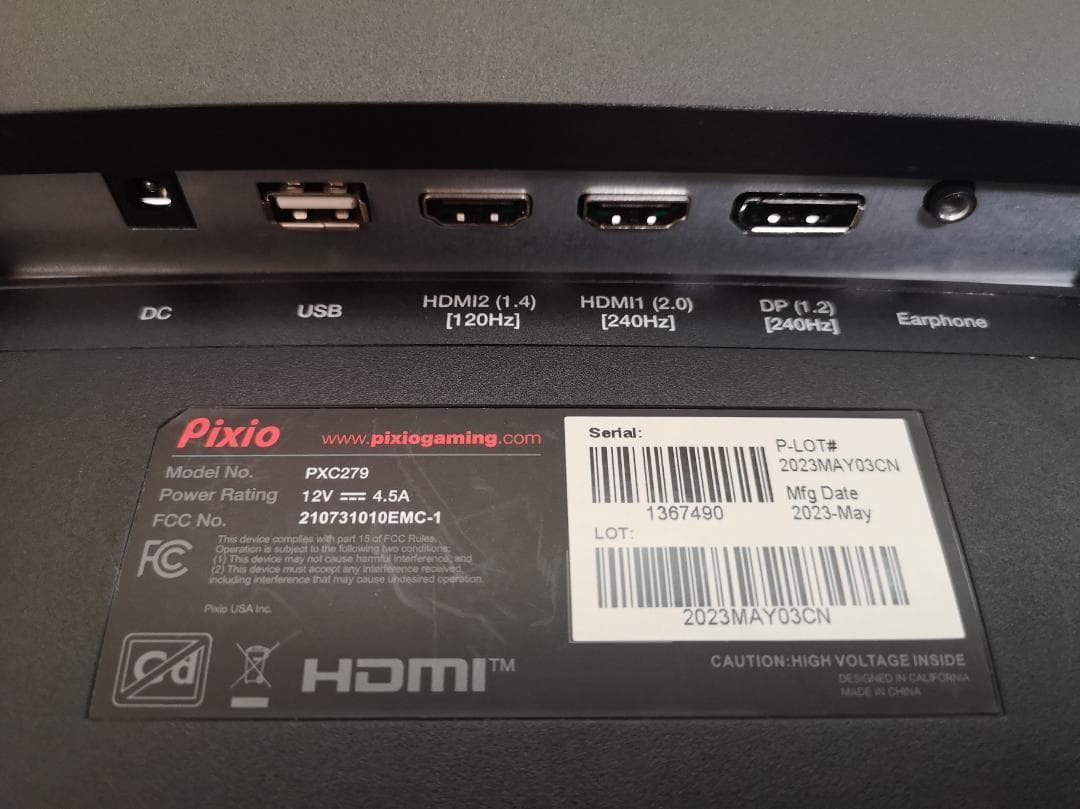 DC
USB
HDMI2 (1.4)
[120Hz]
HDMI1 (2.0)
[240Hz]
DP (1.2)
[240Hz]
Earphone
Pixio
www.pixiogaming.com
Model No. PXC279
Power Rating 12V 4.5A
FCC No. 210731010EMC-1
FC
This device complies with part 15 of FCC Rules.
Operation is subject to the following two conditions:
(1) This device may not cause harmful interference, and
(2) This device must accept any interference received,
including interference that may cause undesired operation.
Pixio USA Inc.
Cd
HDMI™
Serial:
1367490
P-LOT#
2023MAY03CN
Mfg Date
2023-May
LOT:
2023MAY03CN
CAUTION:HIGH VOLTAGE INSIDE
DESIGNED IN CALIFORNIA
MADE IN CHINA